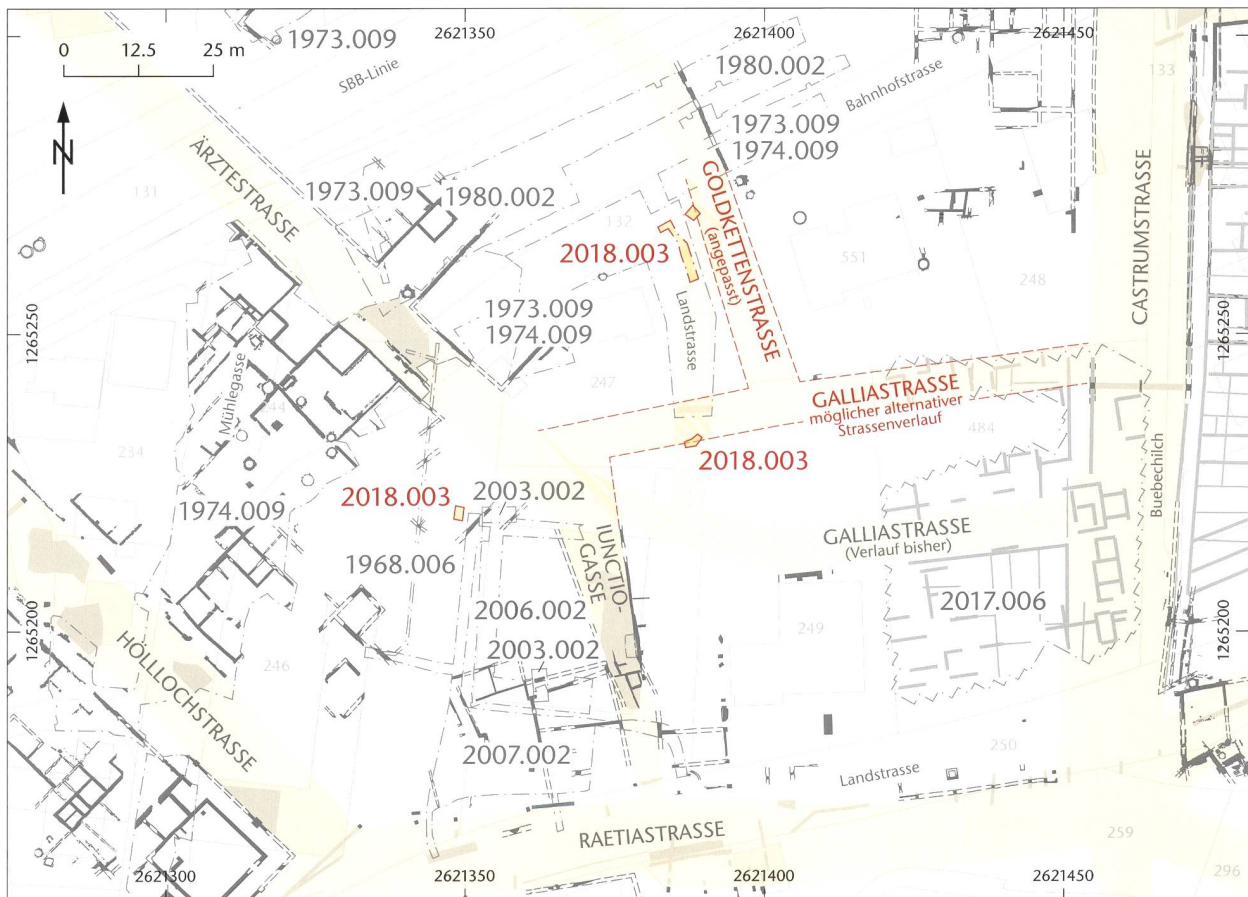 2621350
2621400
2621450
0 12.5 25 m
1973.009
SBB-Linie
1980.002
Bahnhofstrasse
133
N
1973.009
1974.009
ÄRZTESTRASSE
131
1973.009
1980.002
GOLDKETTENSTRASSE
(angepasst)
CASTRUMSTRASSE
132
2018.003
551
248
Landstrasse
1265250
1973.009
1974.009
1265250
Mühlegasse
247
GALLIASTRASSE
möglicher alternativer
Strassenverlauf
244
234
484
2018.003
2018.003
2003.002
1974.009
Buebechilch
GALLIASTRASSE
(Verlauf bisher)
IUNCTIO-
GASSE
1968.006
2006.002
2017.006
1265200
249
1265200
2003.002
HÖLLLOCHSTRASSE
246
2007.002
250
Landstrasse
RAETIASTRASSE
259
296
2621300
2621350
2621400
2621450